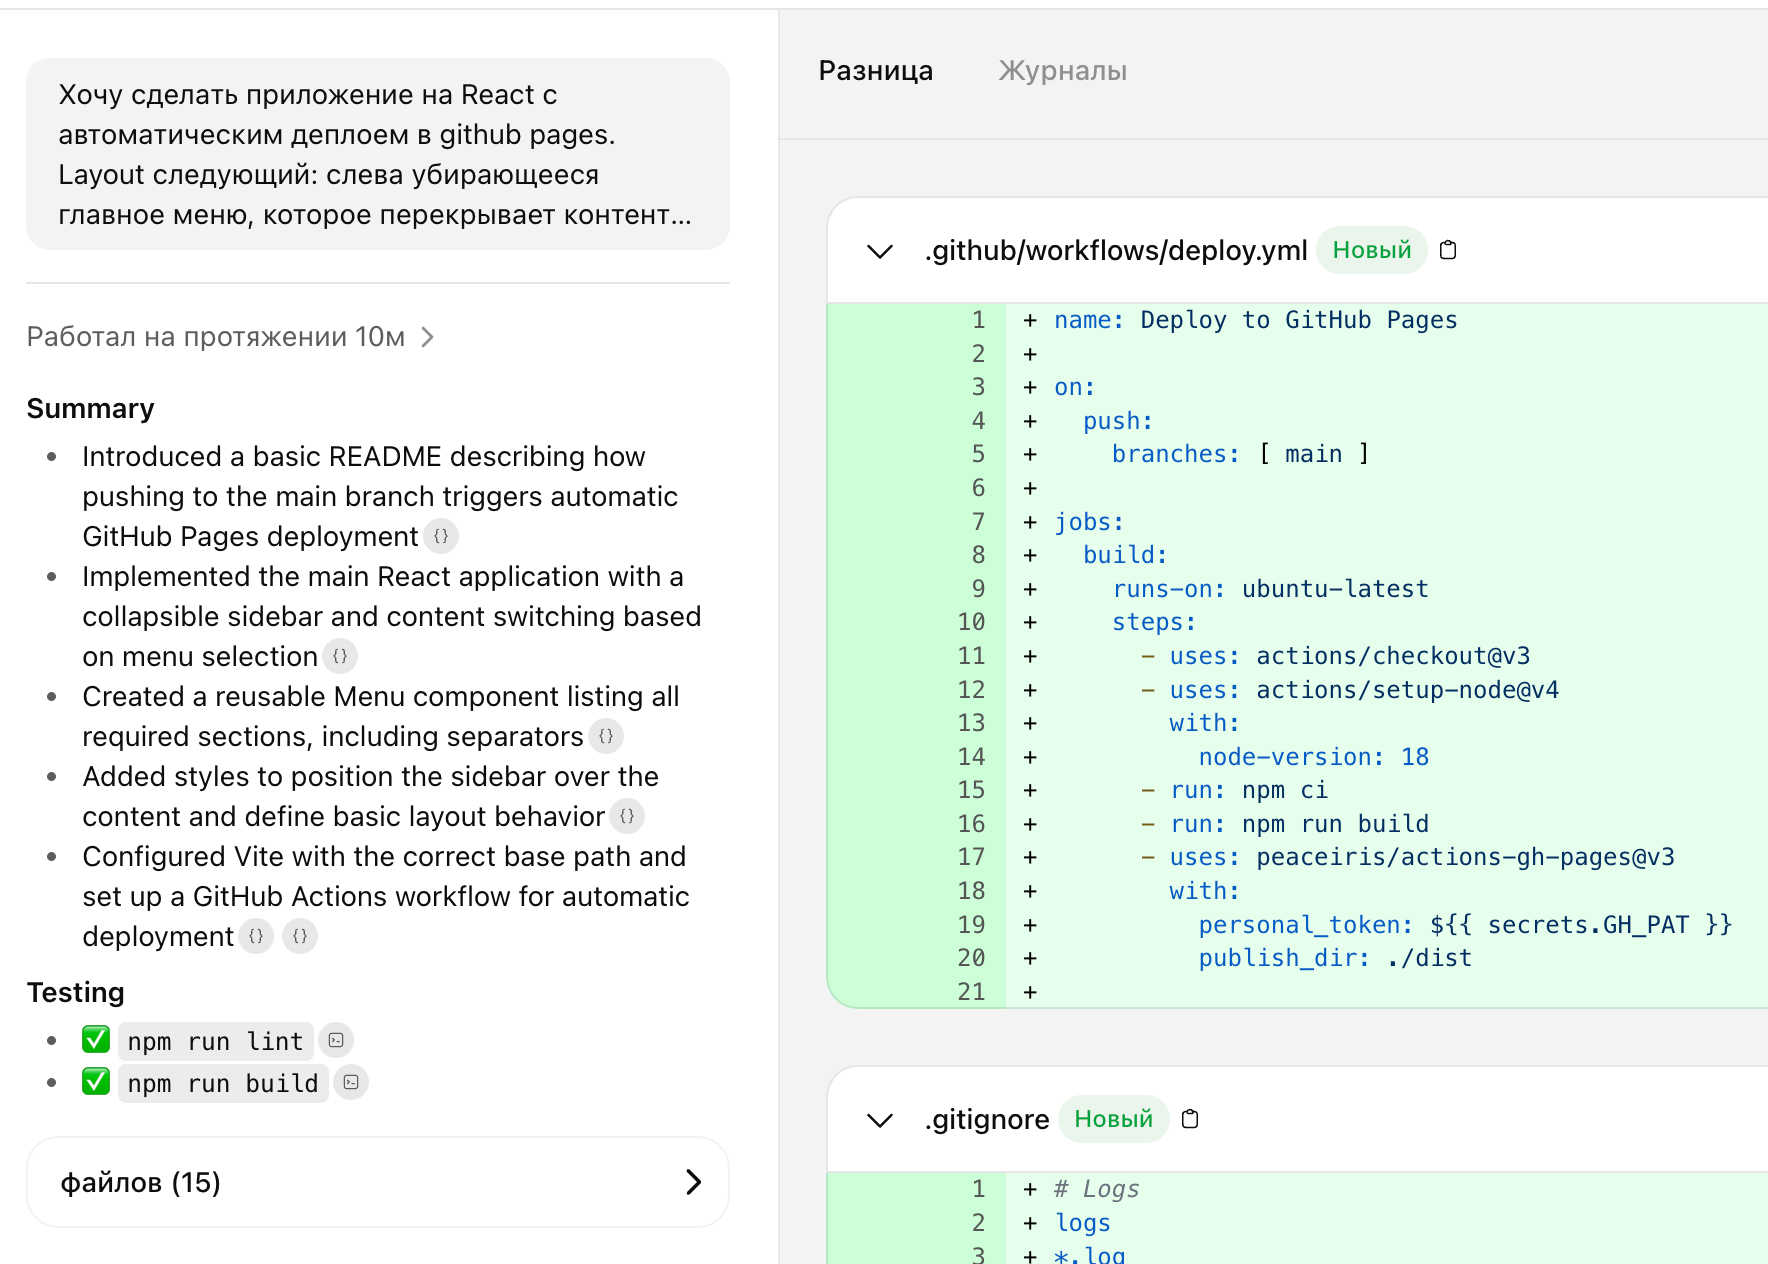 Хочу сделать приложение на React с
автоматическим деплоем в github pages.
Layout следующий: слева убирающееся
главное меню, которое перекрывает контент...
Работал на протяжении 10м
Summary
Introduced a basic README describing how
pushing to the main branch triggers automatic
GitHub Pages deployment {}
Implemented the main React application with a
collapsible sidebar and content switching based
on menu selection {}
Created a reusable Menu component listing all
required sections, including separators {}
Added styles to position the sidebar over the
content and define basic layout behavior {}
Configured Vite with the correct base path and
set up a GitHub Actions workflow for automatic
deployment {} {}
Testing
✅ npm run lint
✅ npm run build
файлов (15)
Разница Журналы
.github/workflows/deploy.yml Новый
1 + name: Deploy to GitHub Pages
2 +
3 + on:
4 +   push:
5 +     branches: [ main ]
6 +
7 + jobs:
8 +   build:
9 +     runs-on: ubuntu-latest
10 +     steps:
11 +       - uses: actions/checkout@v3
12 +       - uses: actions/setup-node@v4
13 +         with:
14 +           node-version: 18
15 +       - run: npm ci
16 +       - run: npm run build
17 +       - uses: peaceiris/actions-gh-pages@v3
18 +         with:
19 +           personal_token: ${{ secrets.GH_PAT }}
20 +           publish_dir: ./dist
21 +
.gitignore Новый
1 + # Logs
2 + logs
3 + *.log